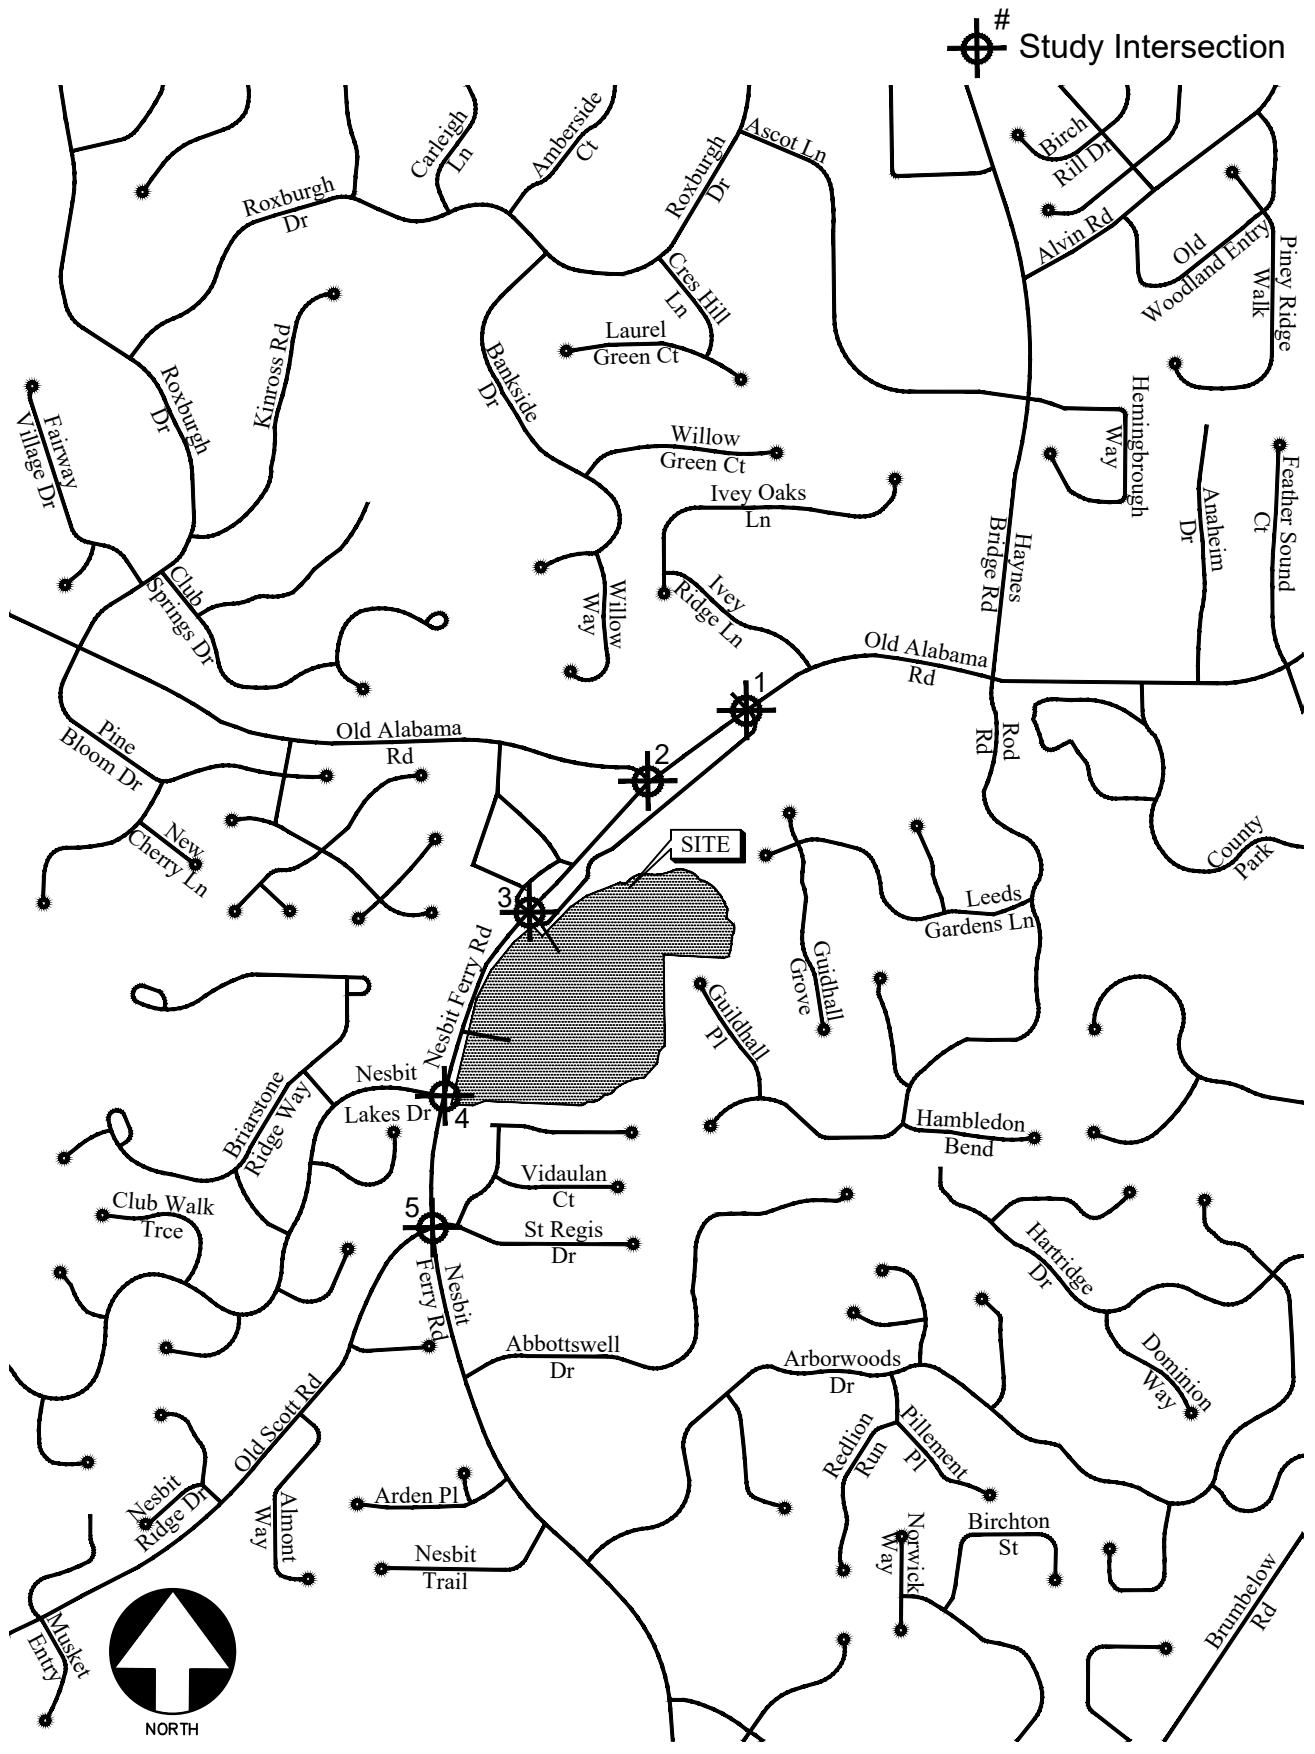 #
Study Intersection
Carleigh
Ln
Amberside
Ct
Roxburgh
Dr
Ascot Ln
Roxburgh
Dr
Birch
Rill Dr
Alvin Rd
Old
Woodland Entry
Piney Ridge
Walk
Cres Hill
Ln
Laurel
Green Ct
Kinross Rd
Roxburgh
Dr
Bankside
Dr
Fairway
Village Dr
Willow
Green Ct
Ivey Oaks
Ln
Hemingbrough
Way
Anaheim
Dr
Feather Sound
Ct
Haynes
Bridge Rd
Club
Springs Dr
Willow
Way
Ivey
Ridge Ln
Old Alabama
Rd
1
Pine
Bloom Dr
Old Alabama
Rd
2
Rod
Rd
New
Cherry Ln
SITE
County
Park
3
Leeds
Gardens Ln
Nesbit Ferry Rd
Guidhall
Grove
Guildhall
Pl
Nesbit
Lakes Dr
4
Briarstone
Ridge Way
Hambledon
Bend
Vidaulan
Ct
Club Walk
Trce
5
St Regis
Dr
Nesbit
Ferry Rd
Hartridge
Dr
Abbottswell
Dr
Arborwoods
Dr
Dominion
Way
Old Scott Rd
Redlion
Run
Pillement
Pl
Nesbit
Ridge Dr
Arden Pl
Almont
Way
Nesbit
Trail
Norwick
Way
Birchton
St
Brumbelow
Rd
Musket
Entry
NORTH